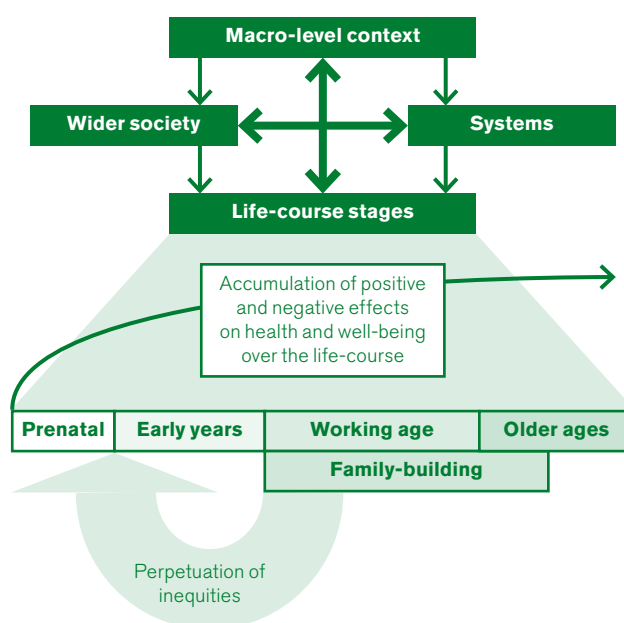 Macro-level context
Wider society
Systems
Life-course stages
Accumulation of positive
and negative effects
on health and well-being
over the life-course
Prenatal
Early years
Working age
Older ages
Family-building
Perpetuation of
inequities